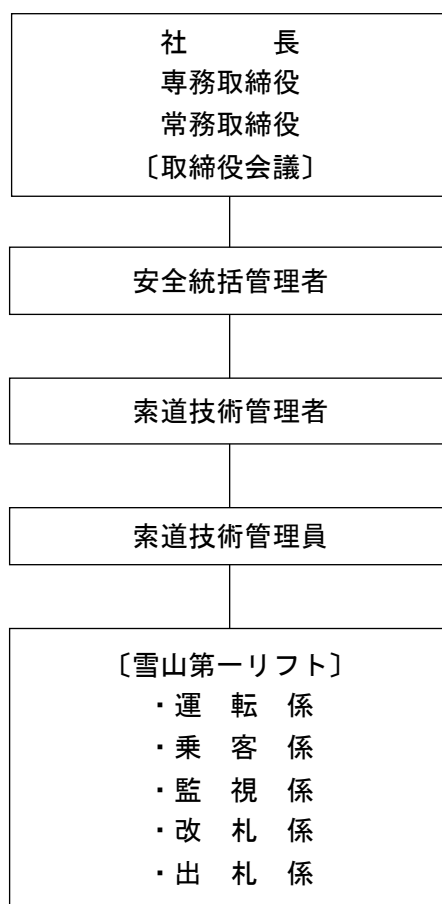 社　　　長
専務取締役
常務取締役
〔取締役会議〕
安全統括管理者
索道技術管理者
索道技術管理員
〔雪山第一リフト〕
・運　転　係
・乗　客　係
・監　視　係
・改　札　係
・出　札　係